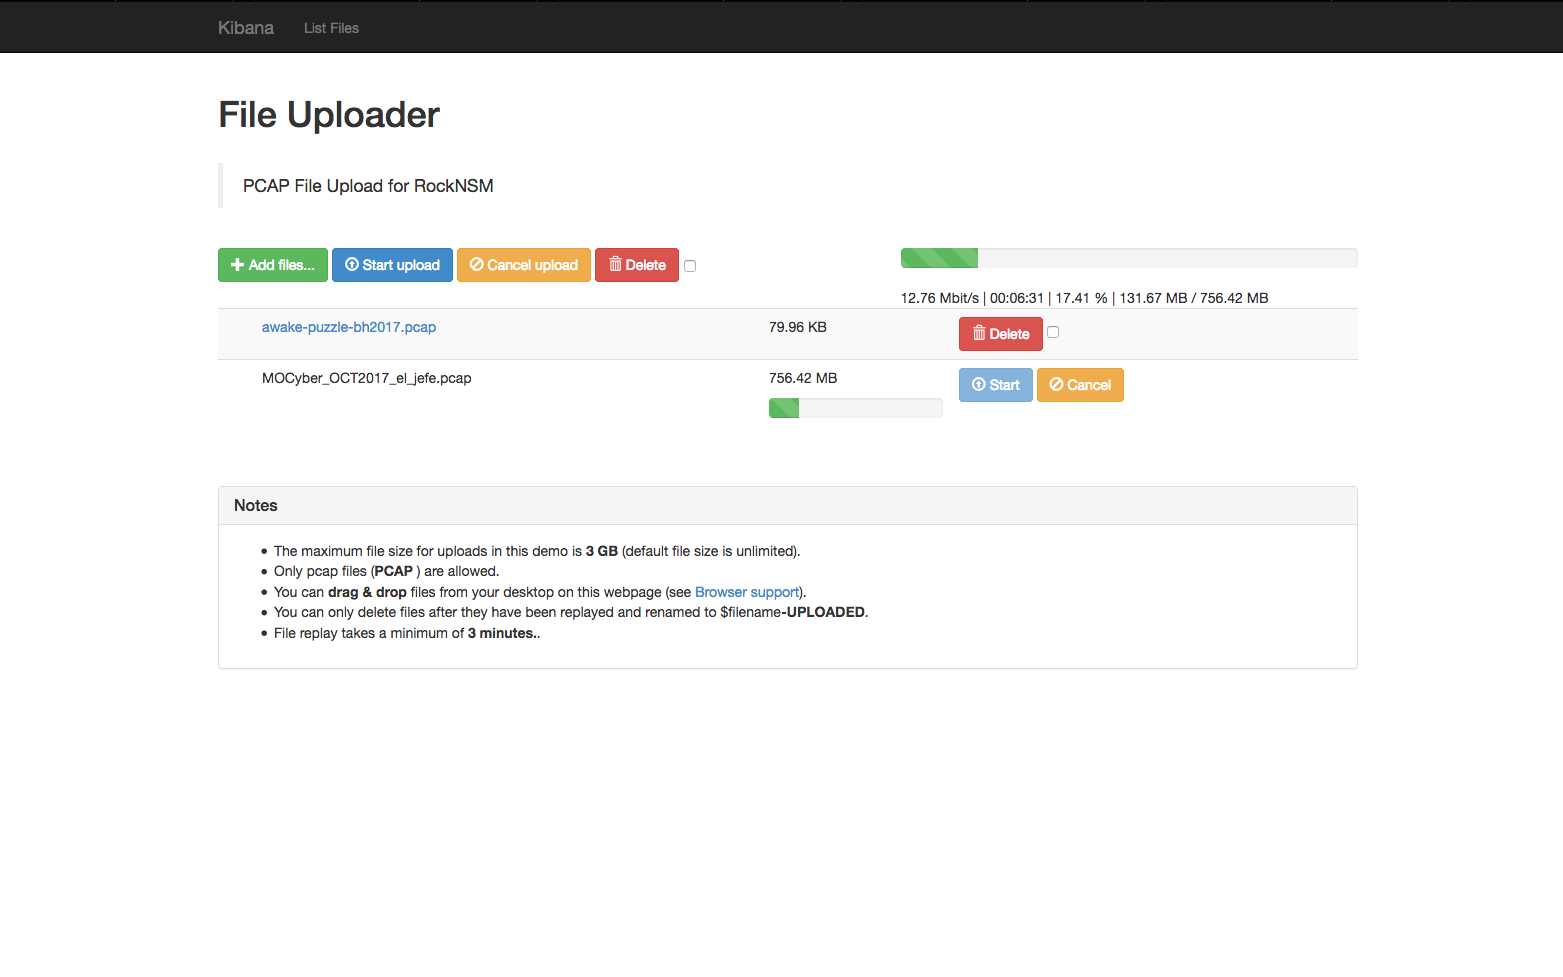 Kibana List Files
File Uploader
PCAP File Upload for RockNSM
Add files... Start upload Cancel upload Delete
12.76 Mbit/s | 00:06:31 | 17.41 % | 131.67 MB / 756.42 MB
awake-puzzle-bh2017.pcap 79.96 KB Delete
MOCyber_OCT2017_el_jefe.pcap 756.42 MB Start Cancel
Notes
The maximum file size for uploads in this demo is 3 GB (default file size is unlimited).
Only pcap files (PCAP ) are allowed.
You can drag & drop files from your desktop on this webpage (see Browser support).
You can only delete files after they have been replayed and renamed to $filename-UPLOADED.
File replay takes a minimum of 3 minutes..